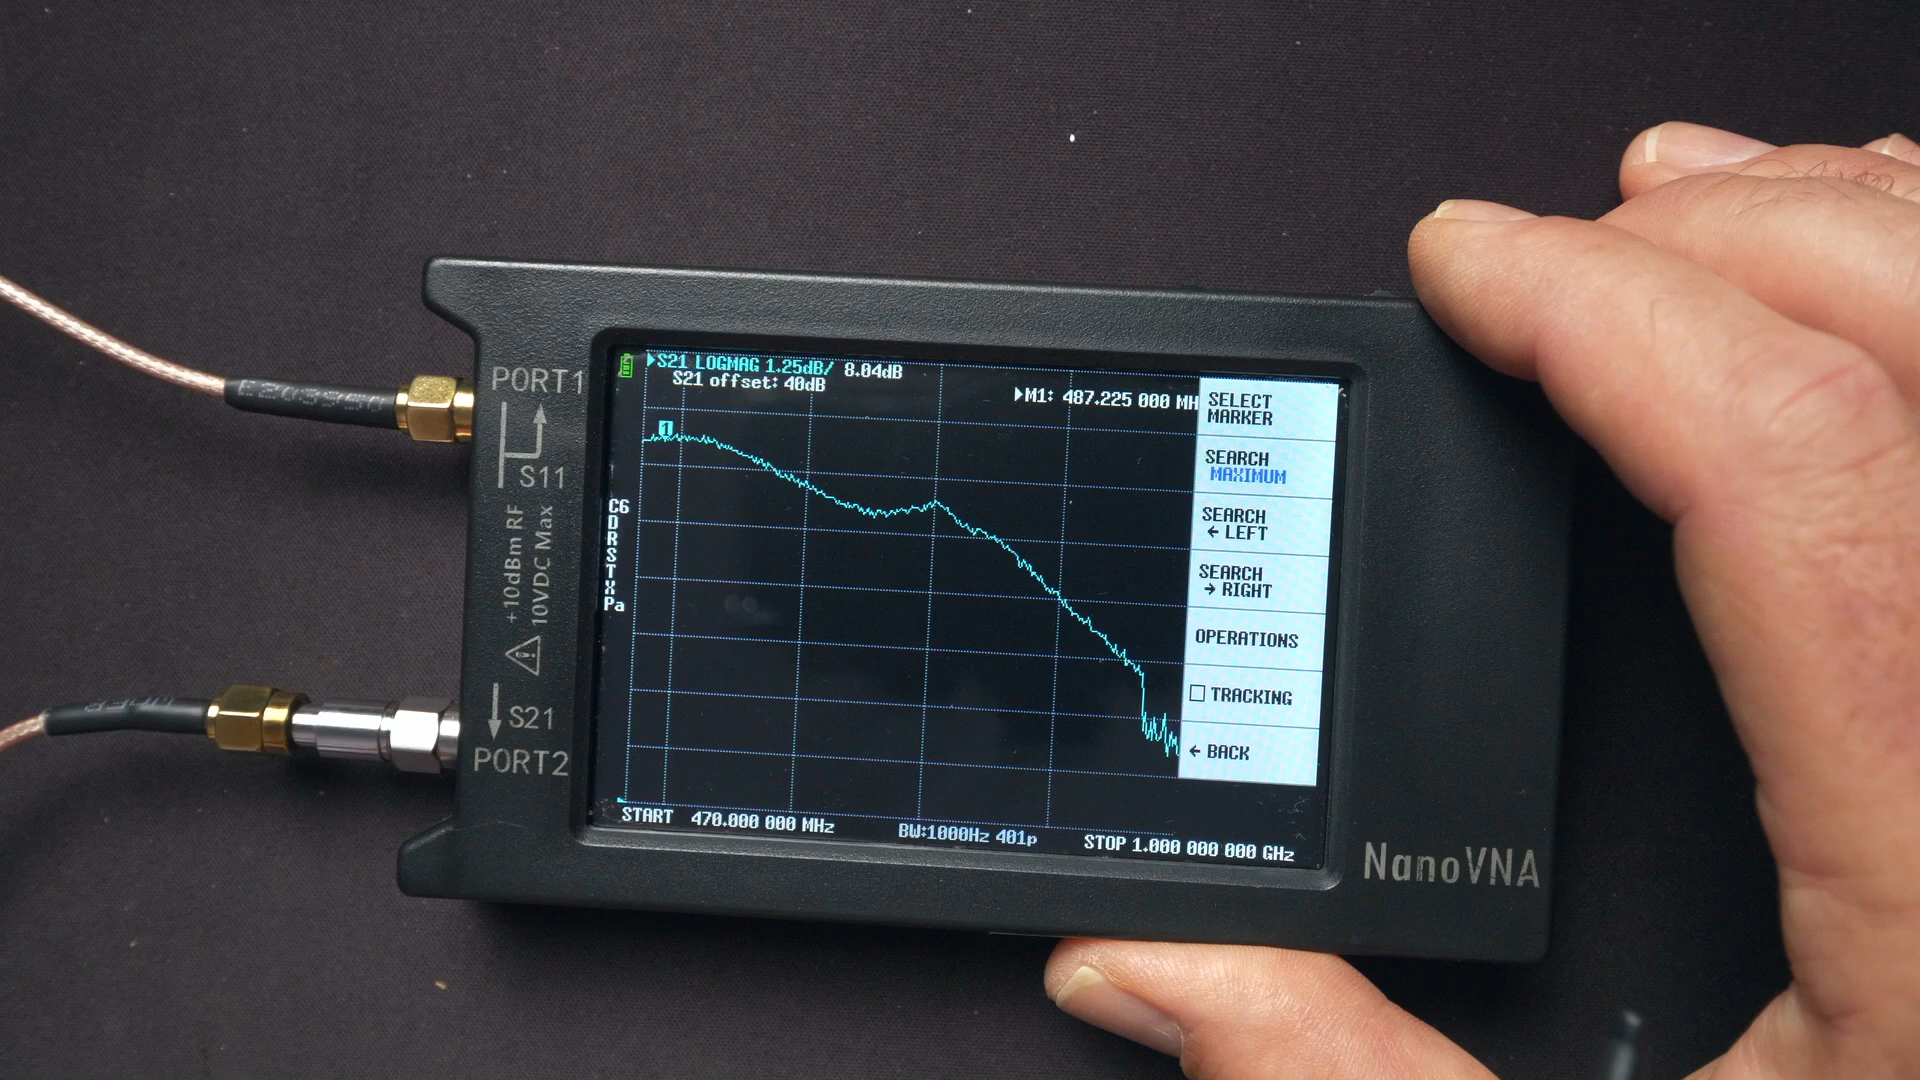 ▶S21 LOGMAG 1.25dB/ 8.04dB
S21 offset: 40dB
▶M1: 487.225 000 MH
1
SELECT
MARKER
SEARCH
MAXIMUM
SEARCH
← LEFT
SEARCH
→ RIGHT
OPERATIONS
TRACKING
← BACK
C6
D
R
S
T
X
Pa
START 470.000 000 MHz
BW:1000Hz 401p
STOP 1.000 000 000 GHz
PORT1
S11
+10dBm RF
10VDC Max
S21
PORT2
NanoVNA